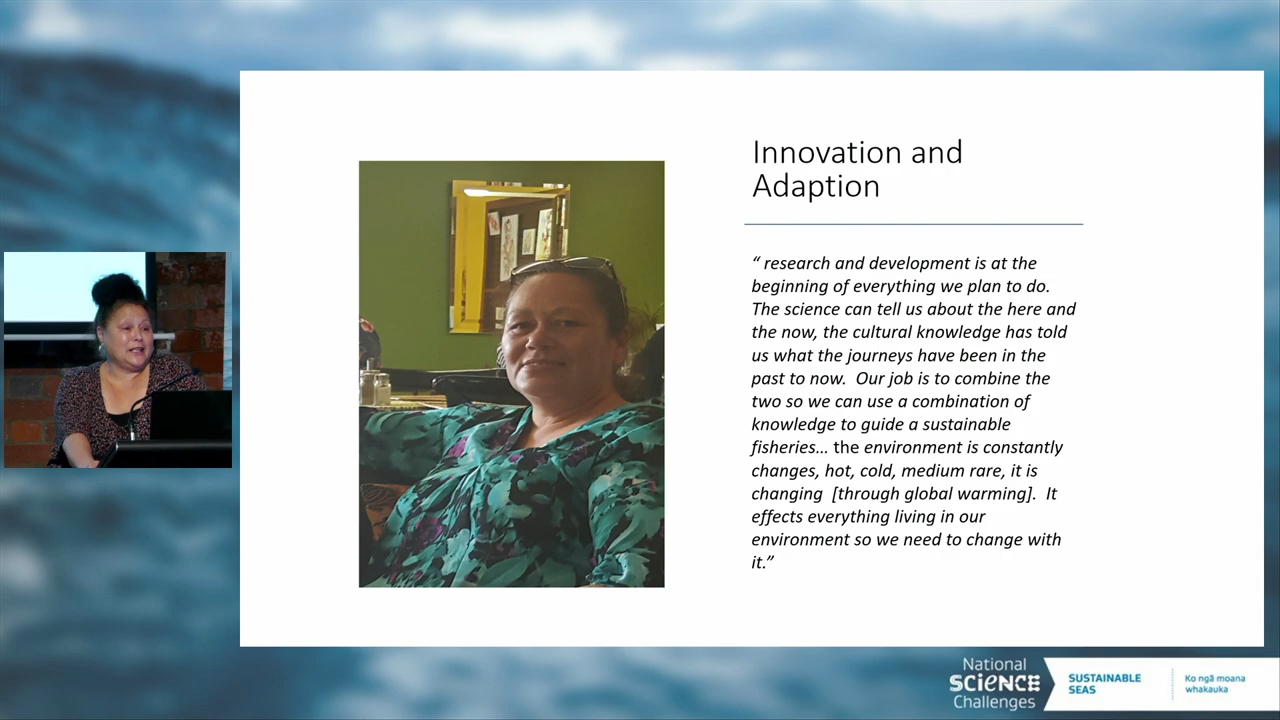 Innovation and
Adaption
“ research and development is at the
beginning of everything we plan to do.
The science can tell us about the here and
the now, the cultural knowledge has told
us what the journeys have been in the
past to now.  Our job is to combine the
two so we can use a combination of
knowledge to guide a sustainable
fisheries... the environment is constantly
changes, hot, cold, medium rare, it is
changing  [through global warming].  It
effects everything living in our
environment so we need to change with
it.”
National
SCIENCE
Challenges
SUSTAINABLE
SEAS
Ko ngā moana
whakauka